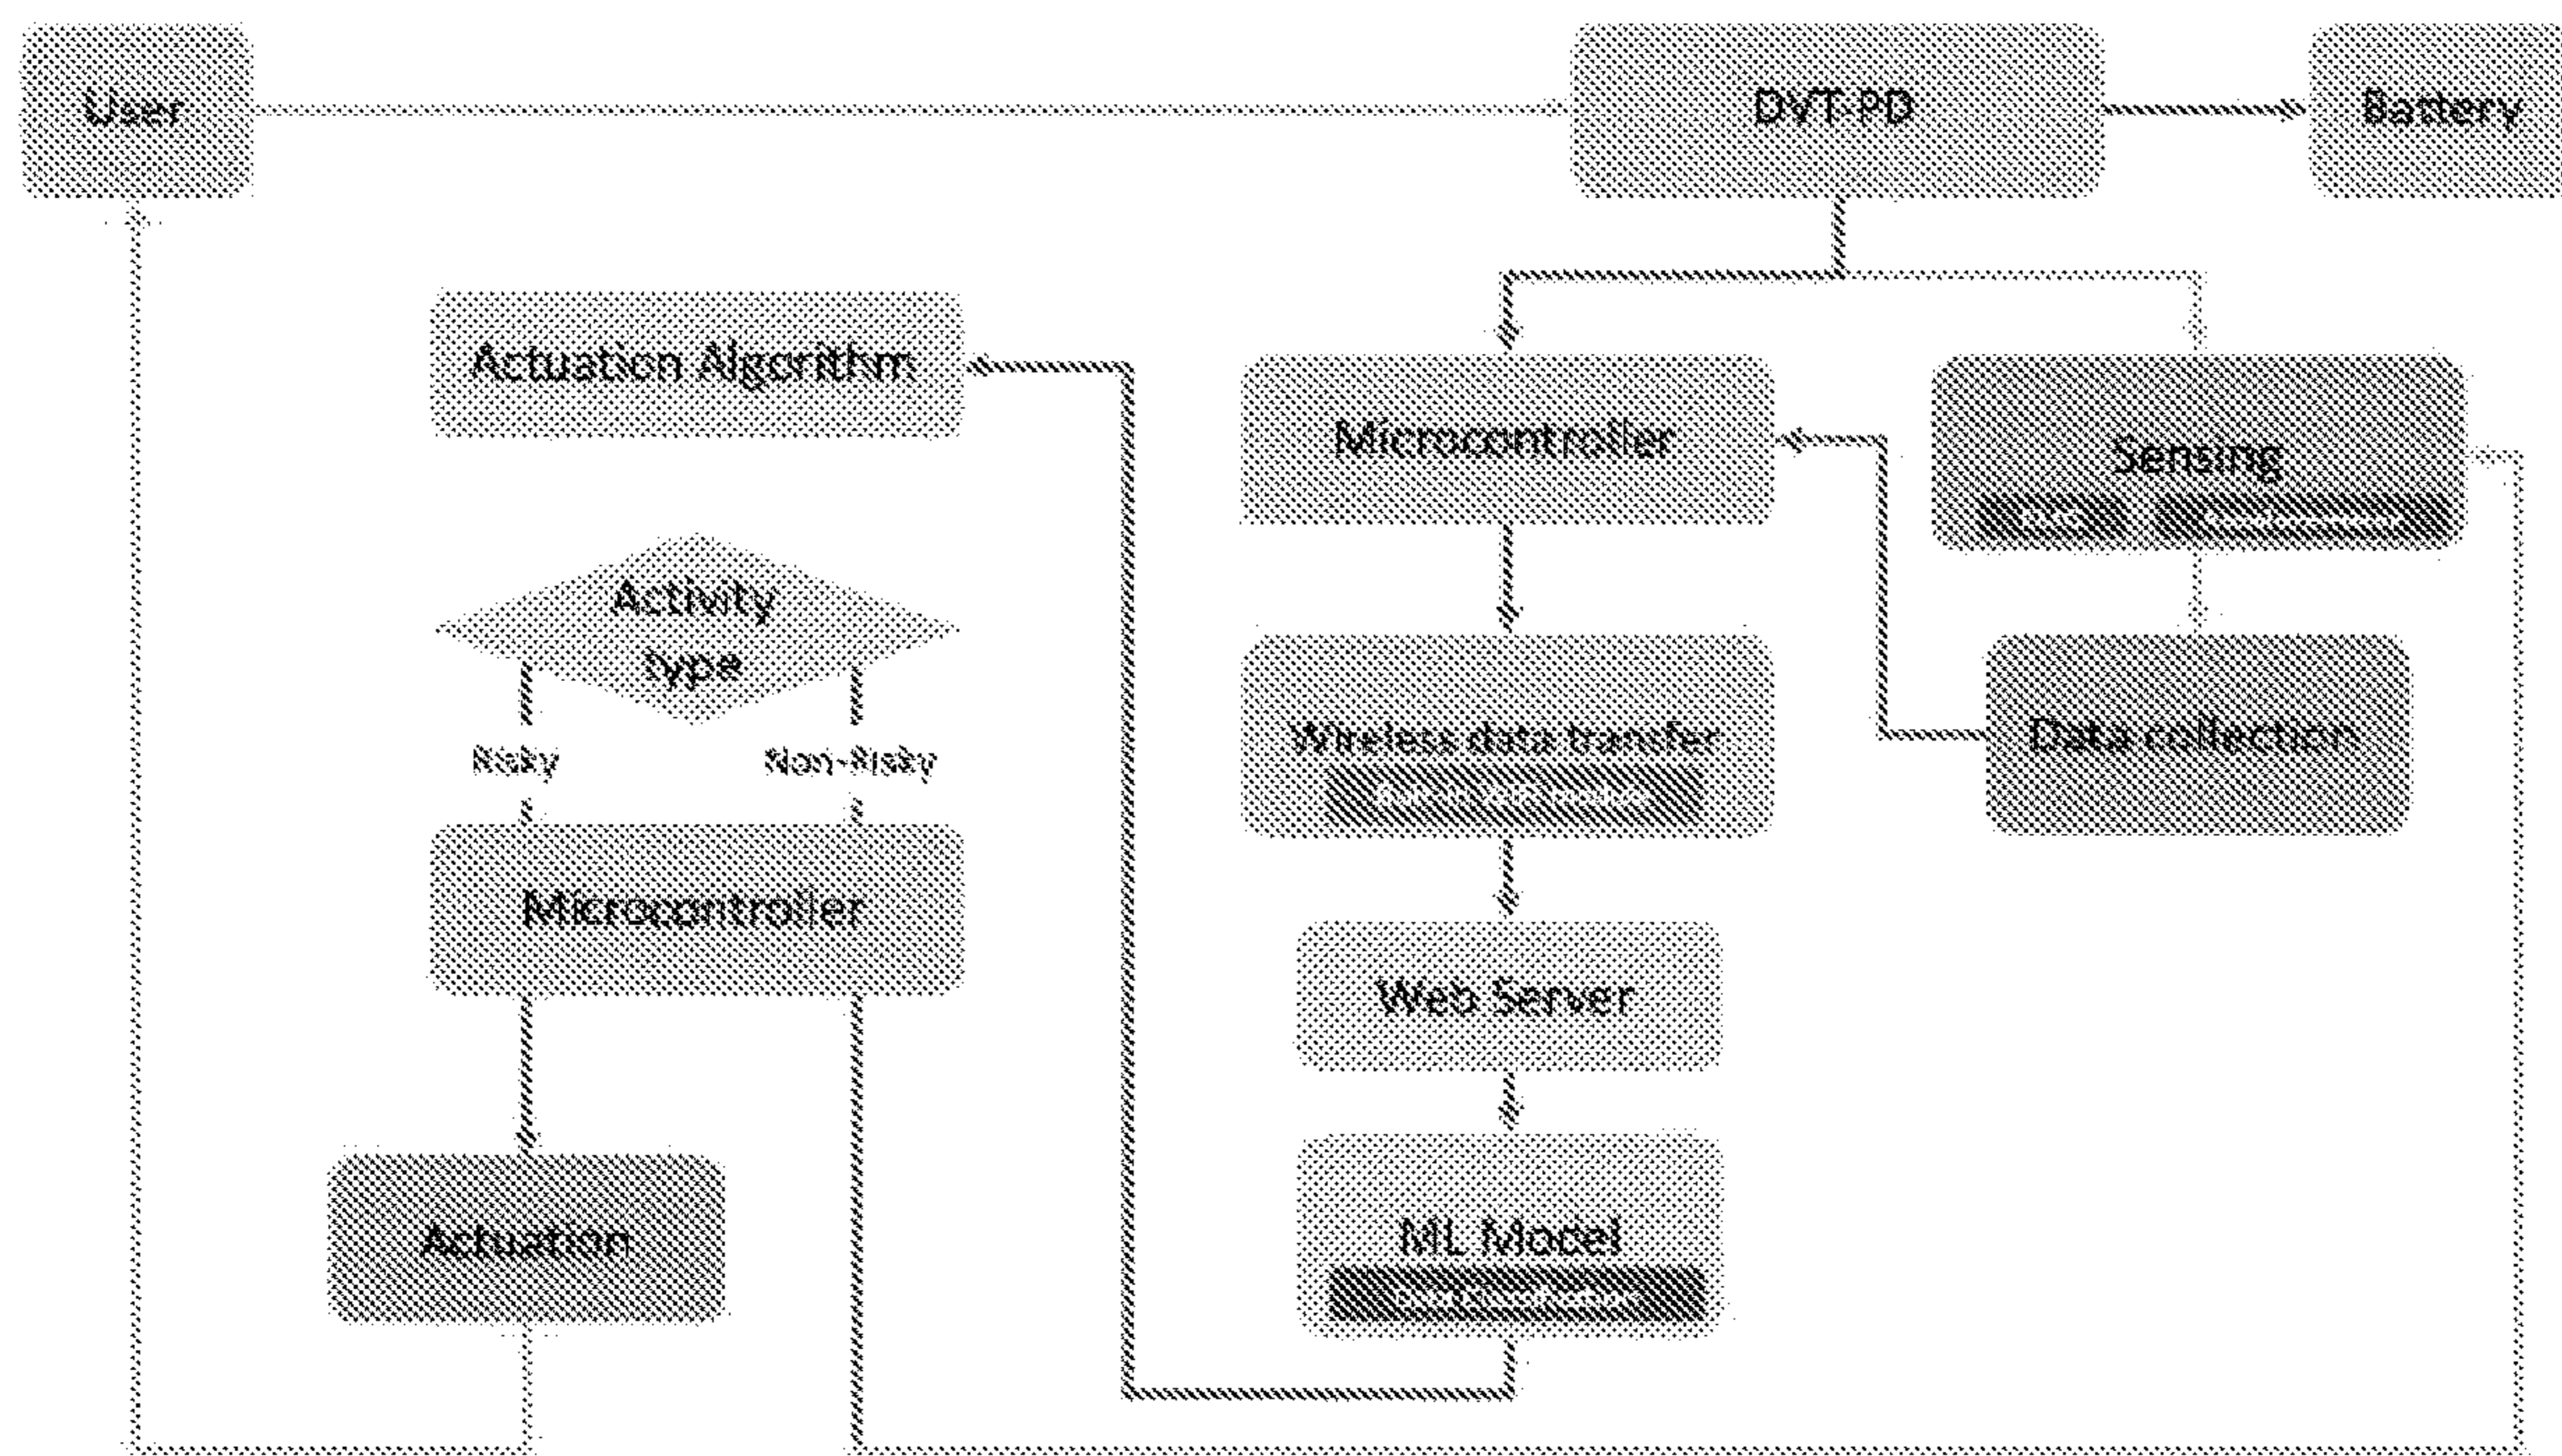 User
DVT-PD
Battery
Actuation Algorithm
Microcontroller
Sensing
Activity
type
Wireless data transfer
Data collection
Risky
Non-Risky
Microcontroller
Web Server
Actuation
ML Model